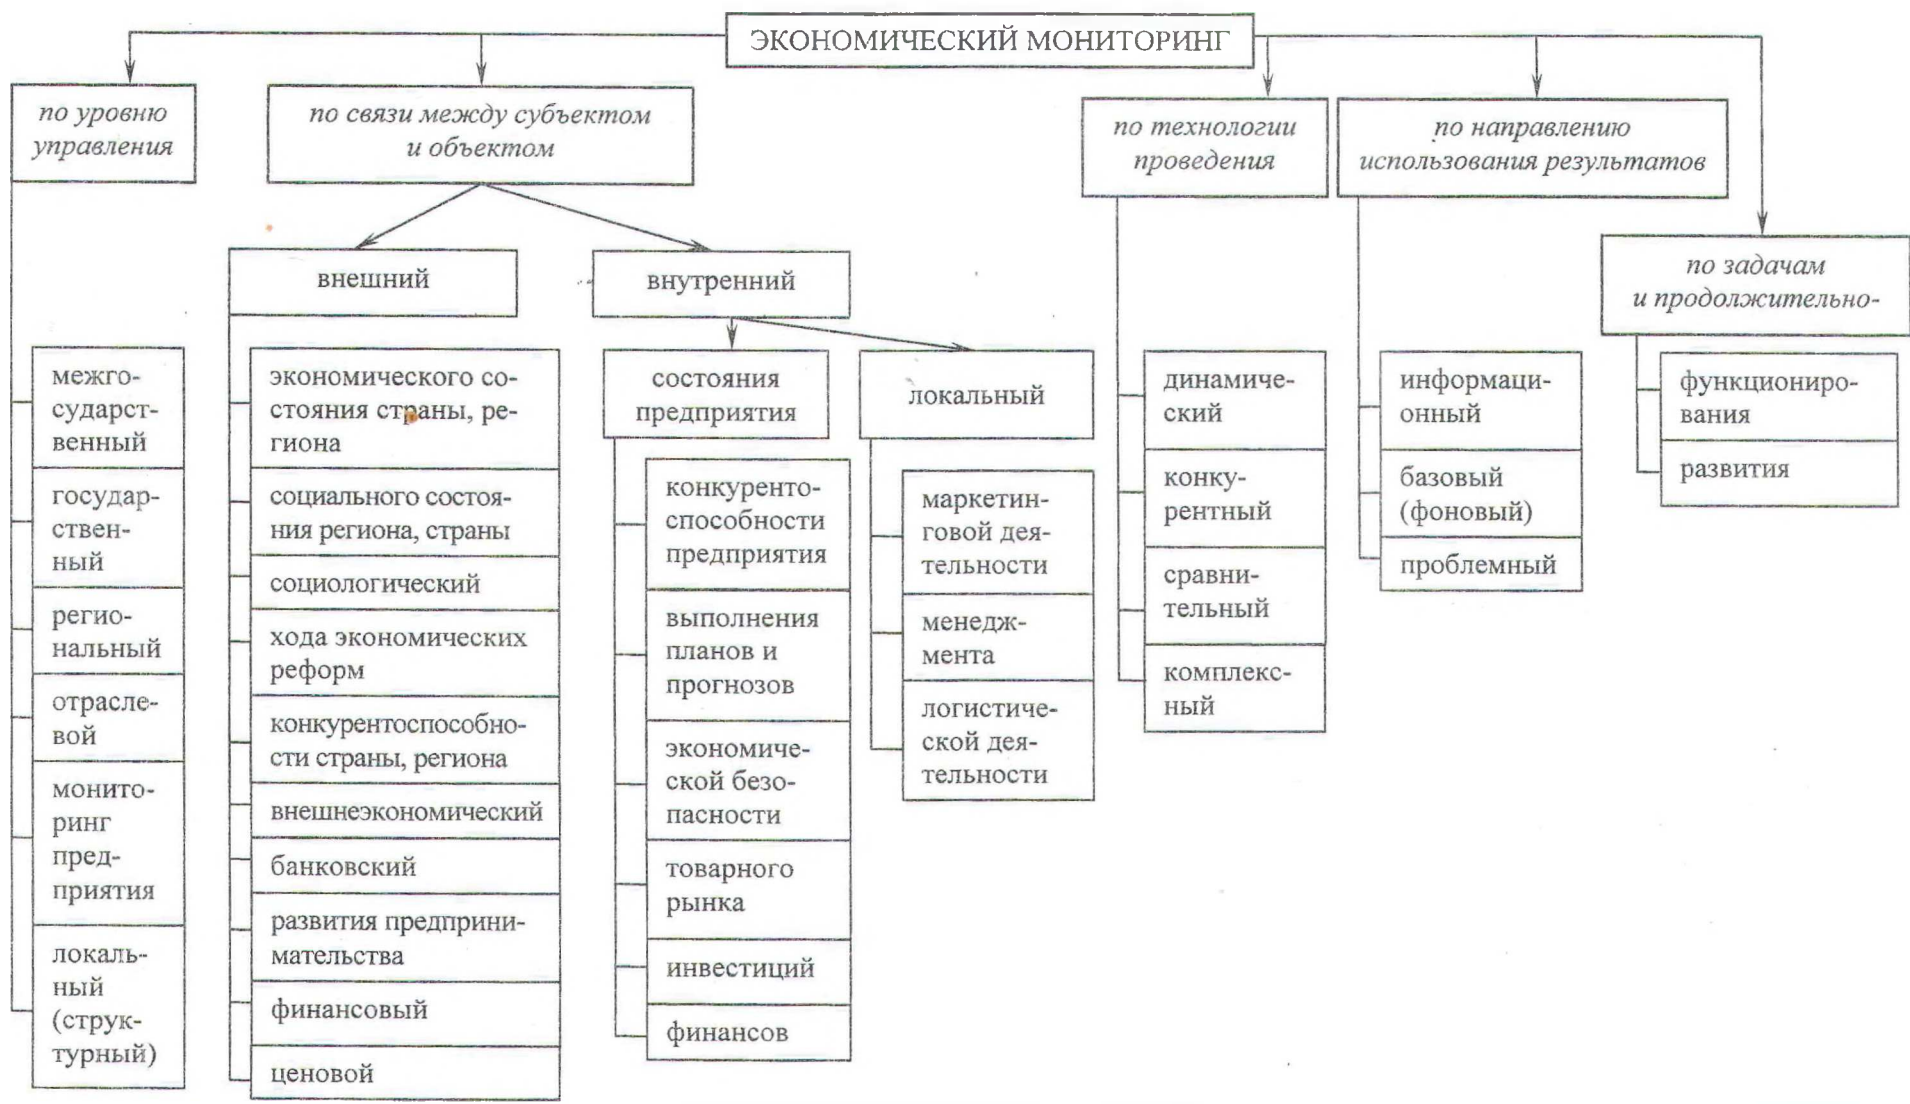 ЭКОНОМИЧЕСКИЙ МОНИТОРИНГ
по уровню
управления
межго-
сударст-
венный
государ-
ствен-
ный
регио-
нальный
отрасле-
вой
монито-
ринг
пред-
приятия
локаль-
ный
(струк-
турный)
по связи между субъектом
и объектом
внешний
экономического со-
стояния страны, ре-
гиона
социального состоя-
ния региона, страны
социологический
хода экономических
реформ
конкурентоспособно-
сти страны, региона
внешнеэкономический
банковский
развития предприни-
мательства
финансовый
ценовой
внутренний
состояния
предприятия
конкуренто-
способности
предприятия
выполнения
планов и
прогнозов
экономиче-
ской безо-
пасности
товарного
рынка
инвестиций
финансов
локальный
маркетин-
говой дея-
тельности
менедж-
мента
логистиче-
ской дея-
тельности
по технологии
проведения
динамиче-
ский
конку-
рентный
сравни-
тельный
комплекс-
ный
по направлению
использования результатов
информаци-
онный
базовый
(фоновый)
проблемный
по задачам
и продолжительно-
функциониро-
вания
развития